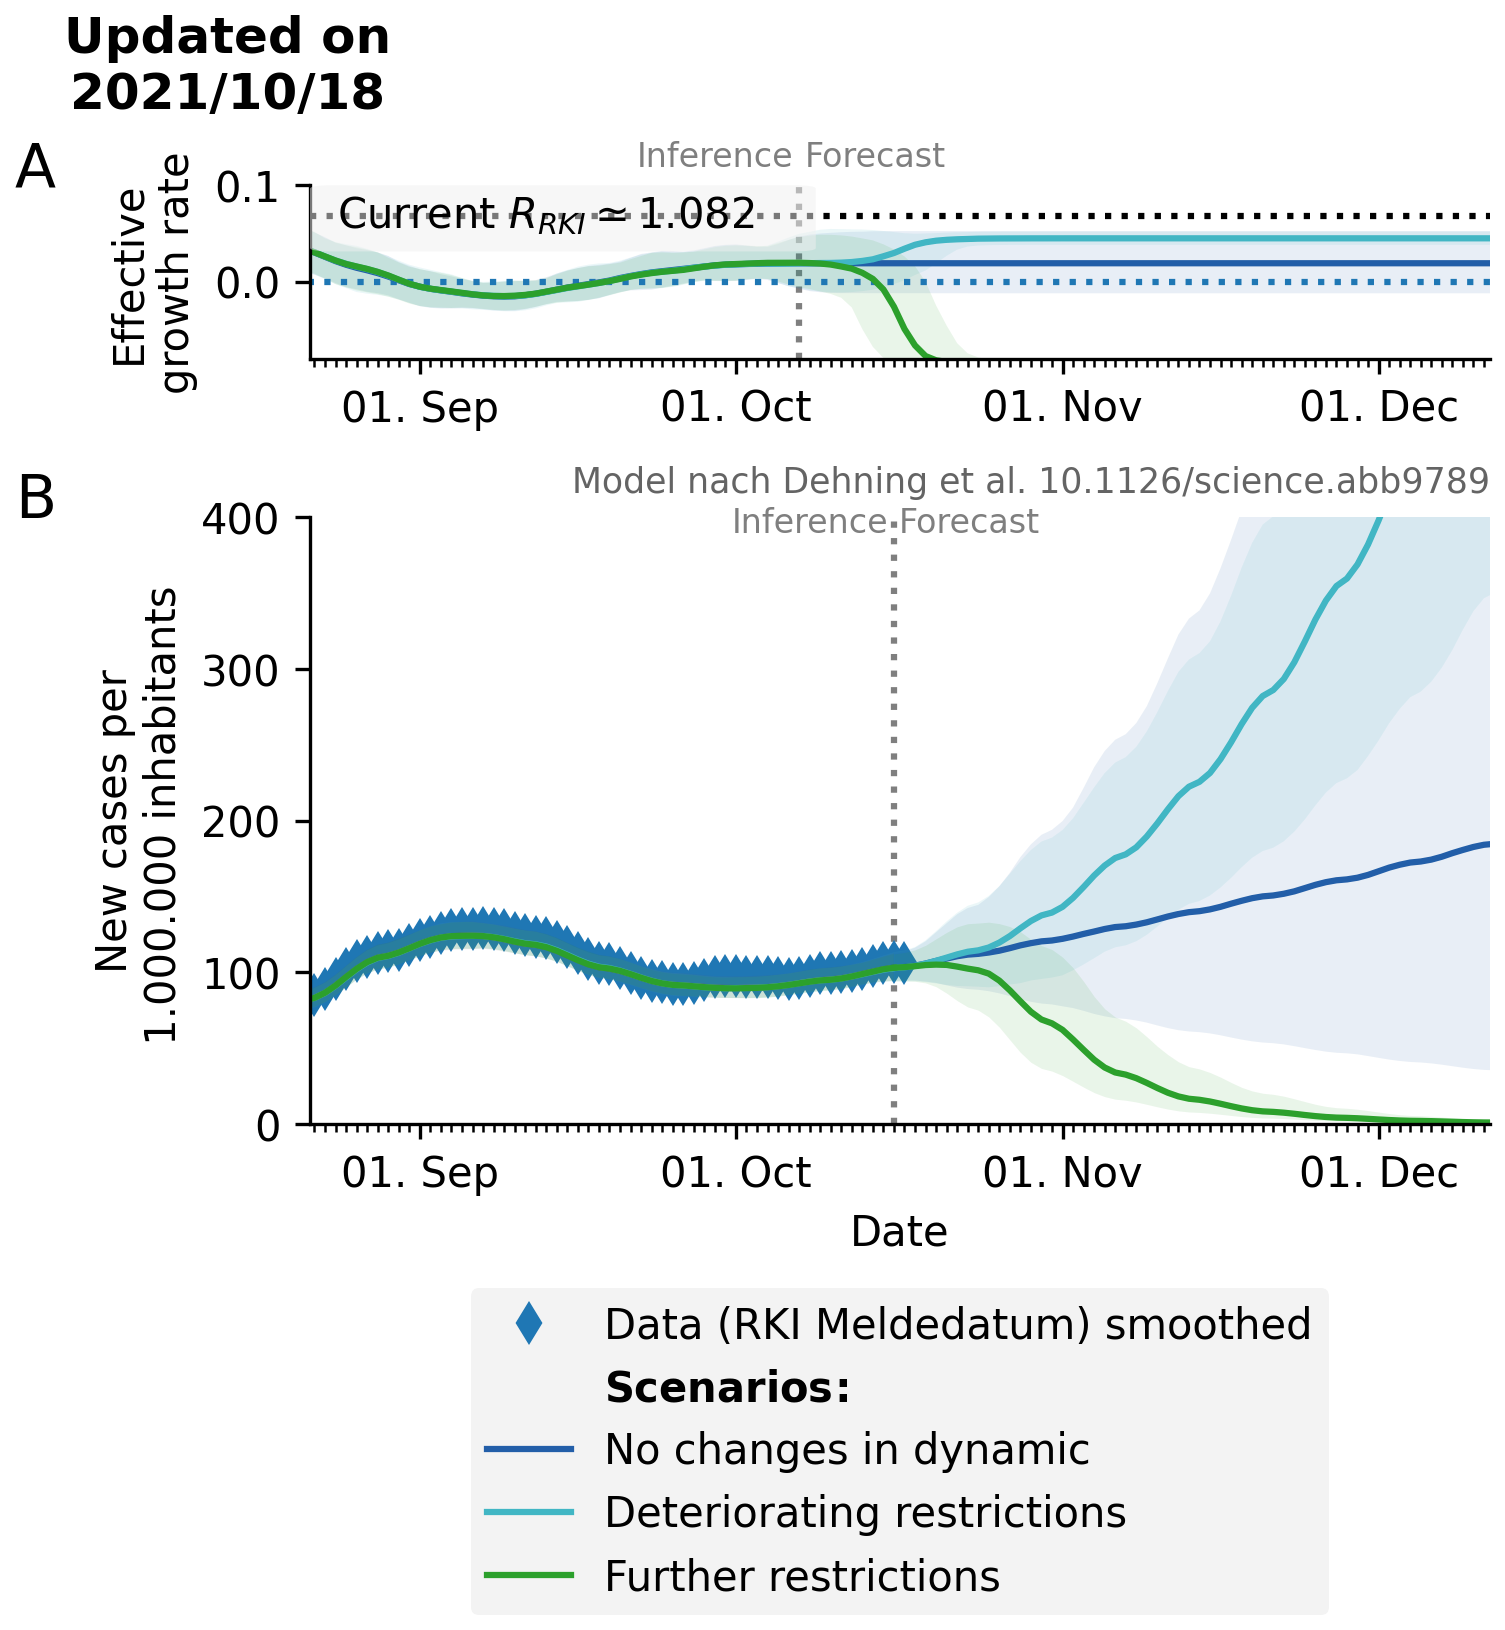 Updated on
2021/10/18
A
Inference Forecast
Effective
growth rate
0.1
0.0
Current R_RKI ≃ 1.082
01. Sep
01. Oct
01. Nov
01. Dec
B
Model nach Dehning et al. 10.1126/science.abb9789
Inference Forecast
New cases per
1.000.000 inhabitants
400
300
200
100
0
01. Sep
01. Oct
01. Nov
01. Dec
Date
Data (RKI Meldedatum) smoothed
Scenarios:
No changes in dynamic
Deteriorating restrictions
Further restrictions